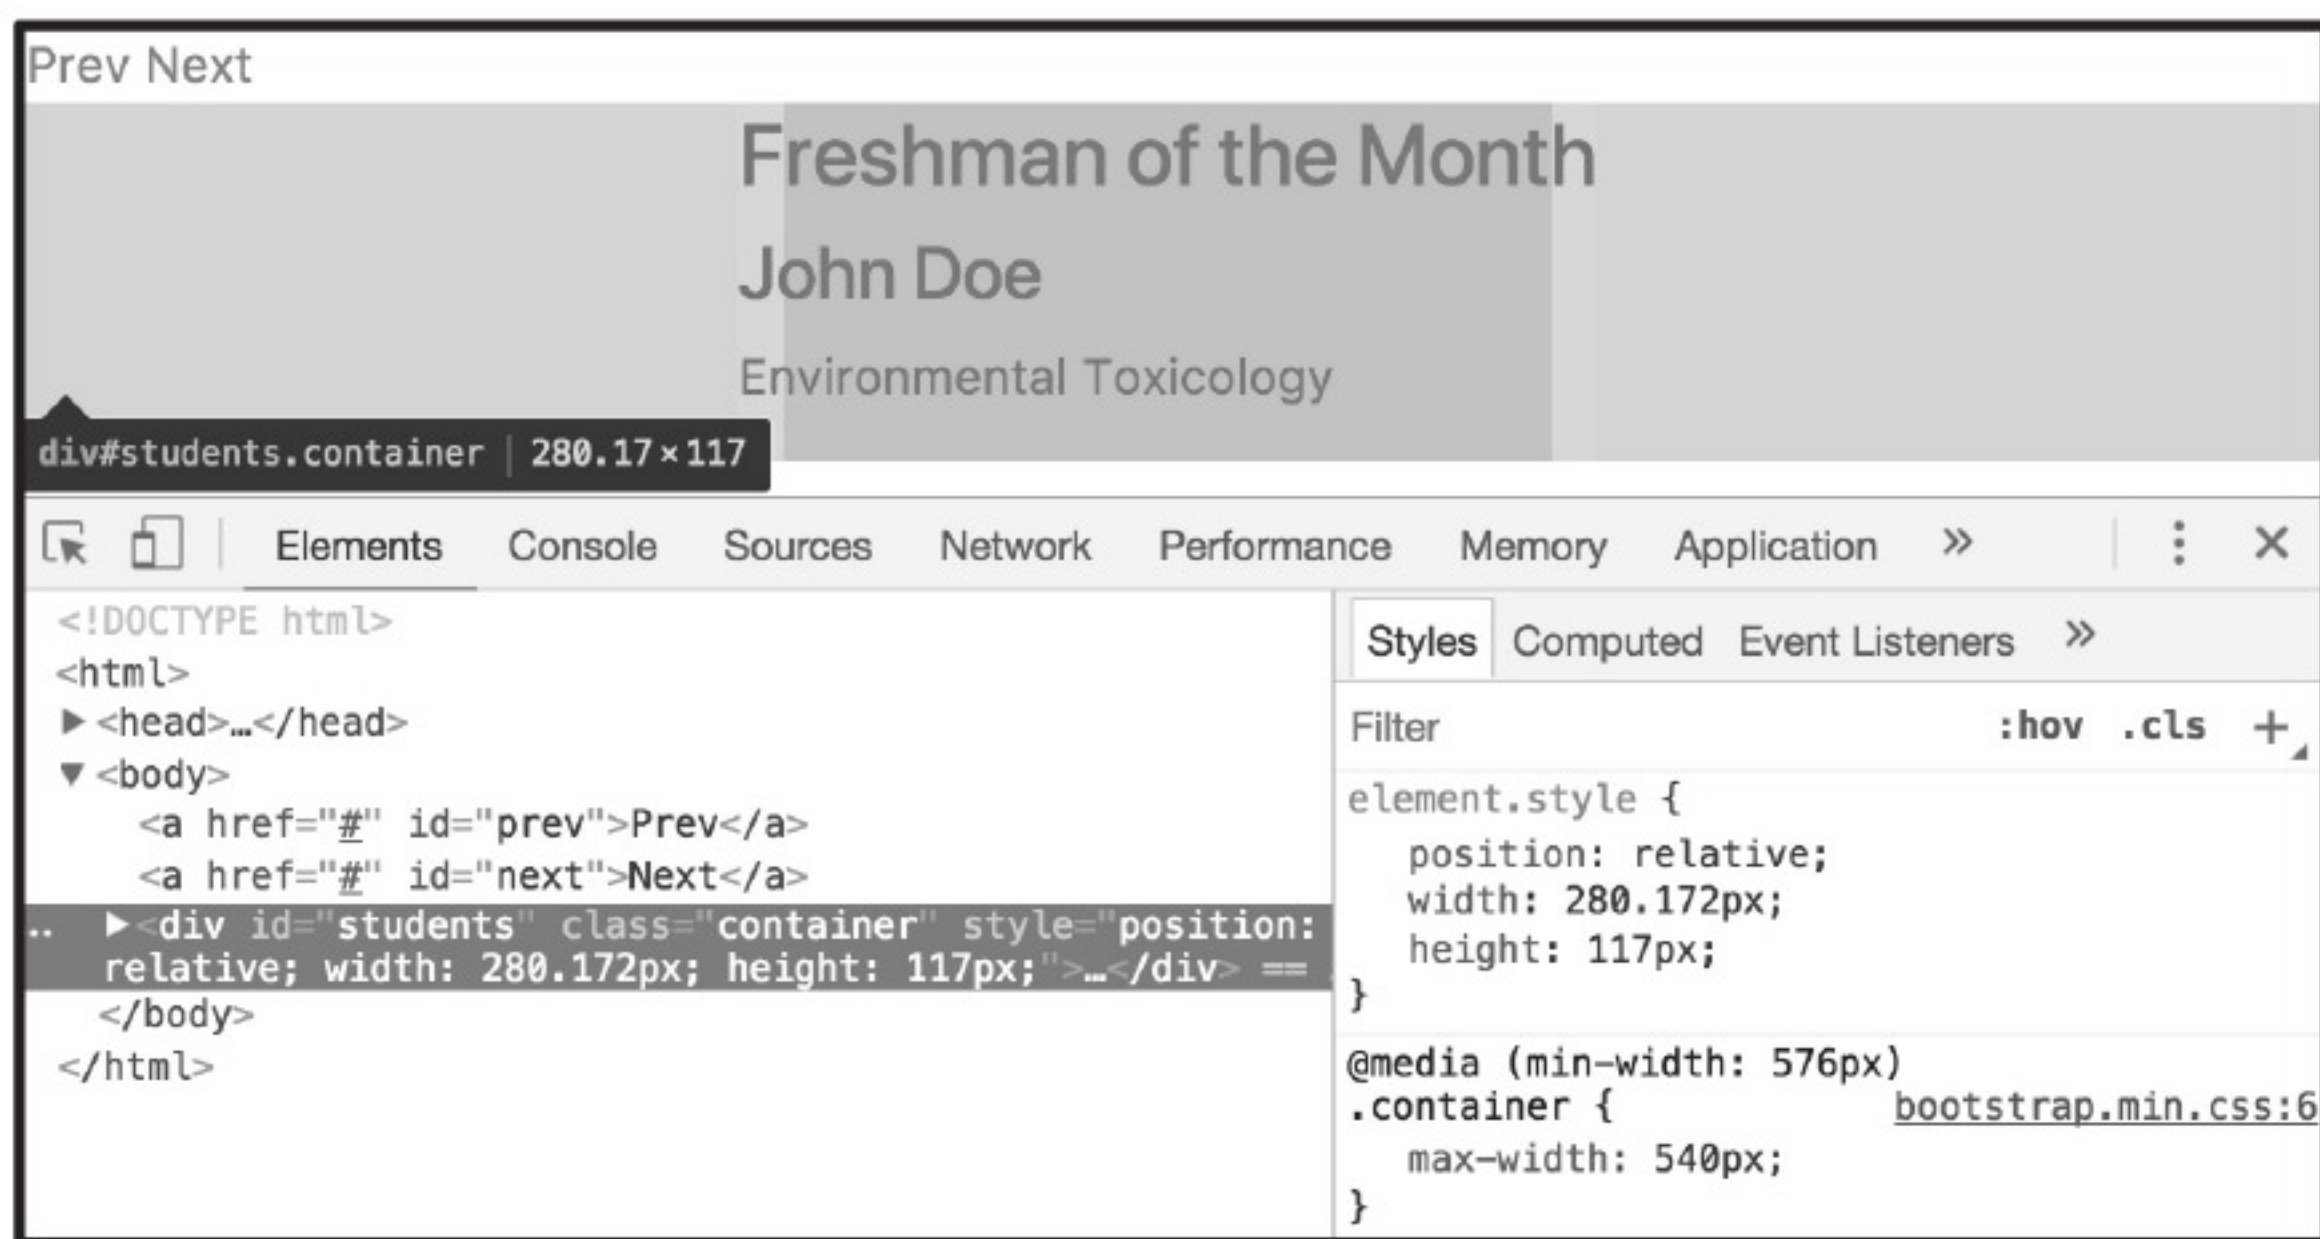 Prev Next
Freshman of the Month
John Doe
Environmental Toxicology
div#students.container | 280.17×117
Elements Console Sources Network Performance Memory Application »
<!DOCTYPE html>
<html>
<head>…</head>
<body>
<a href="#" id="prev">Prev</a>
<a href="#" id="next">Next</a>
.. <div id="students" class="container" style="position:
relative; width: 280.172px; height: 117px;">…</div> ==
</body>
</html>
Styles Computed Event Listeners »
Filter :hov .cls +
element.style {
position: relative;
width: 280.172px;
height: 117px;
}
@media (min-width: 576px)
.container { bootstrap.min.css:6
max-width: 540px;
}